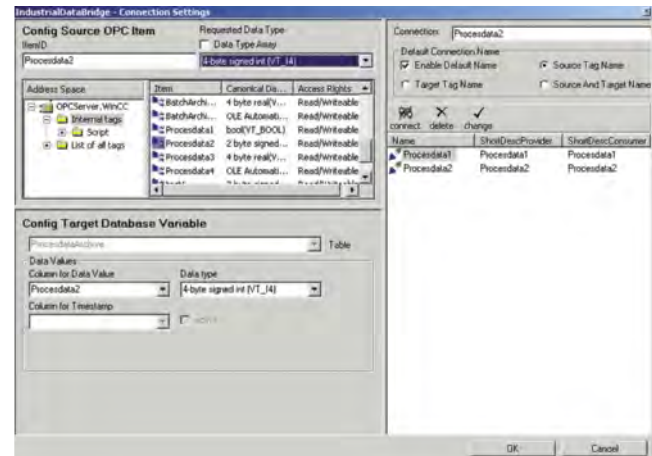 IndustrialDataBridge - Connection Settings
Config Source OPC Item
Requested Data Type
ItemID
Data Type Array
Procesdata2
4-byte signed int (VT_I4)
Address Space
Item
Canonical Da...
Access Rights
OPCServer.WinCC
Internal tags
Script
List of all tags
BatchArchi...
4 byte real(V...
Read/Writeable
BatchArchi...
OLE Automati...
Read/Writeable
Procesdata1
bool(VT_BOOL)
Read/Writeable
Procesdata2
2 byte signed...
Read/Writeable
Procesdata3
4 byte real(V...
Read/Writeable
Procesdata4
OLE Automati...
Read/Writeable
Config Target Database Variable
ProcesdataArchive
Table
Data Values
Column for Data Value
Data type
Procesdata2
4-byte signed int (VT_I4)
Column for Timestamp
Connection:
Procesdata2
Default Connection Name
Enable Default Name
Source Tag Name
Target Tag Name
Source And Target Name
connect
delete
change
Name
ShortDescProvider
ShortDescConsumer
Procesdata1
Procesdata1
Procesdata1
Procesdata2
Procesdata2
Procesdata2
OK
Cancel